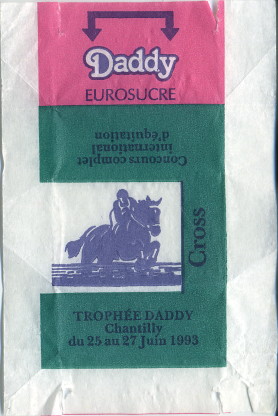 Daddy
EUROSUCRE
Concours complet
international
d'équitation
Cross
TROPHÉE DADDY
Chantilly
du 25 au 27 Juin 1993